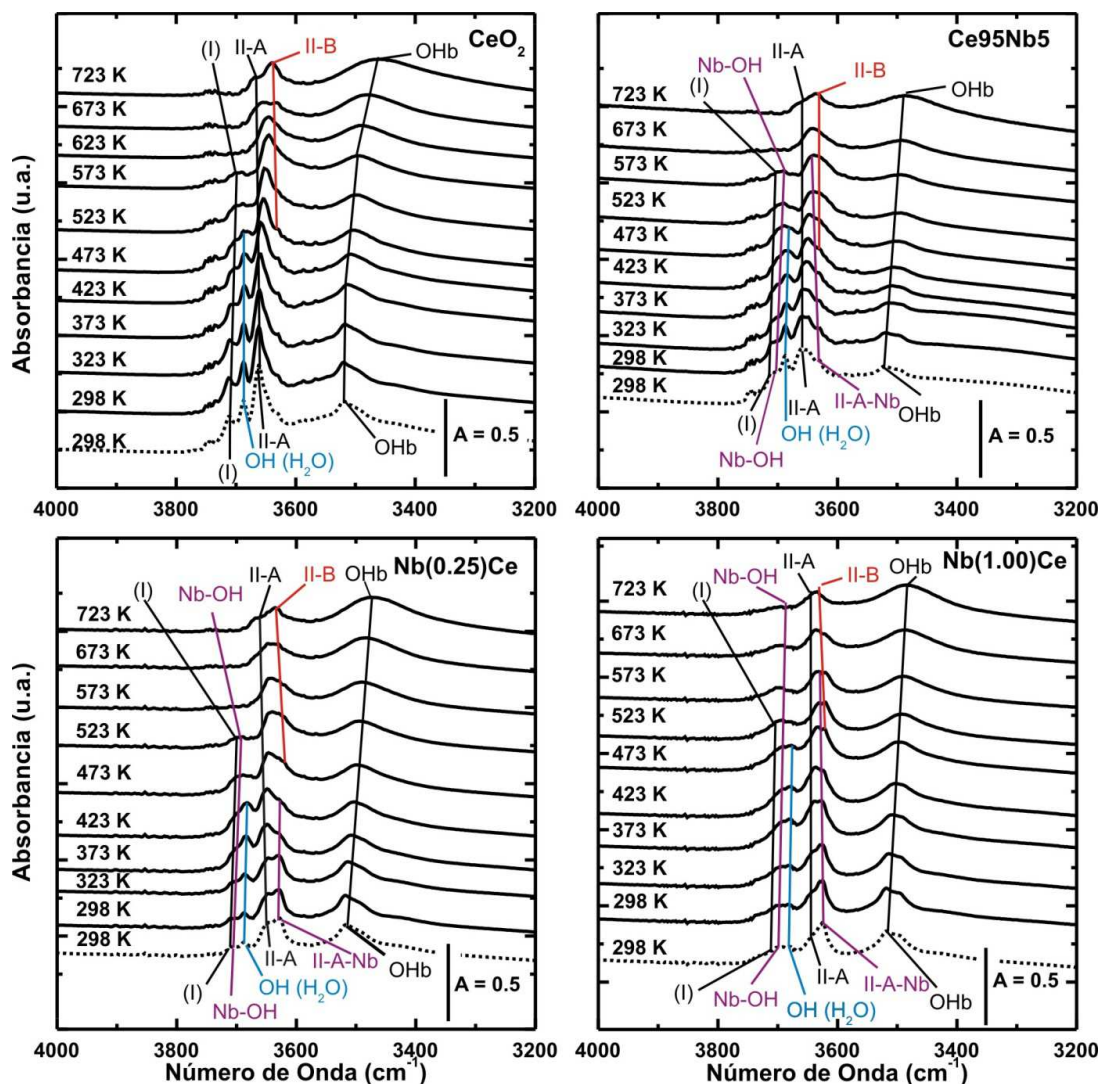 CeO2
(I)
II-A
II-B
OHb
723 K
673 K
623 K
573 K
523 K
473 K
423 K
373 K
323 K
298 K
298 K
(I)
OH (H2O)
II-A
OHb
A = 0.5
Absorbancia (u.a.)
4000 3800 3600 3400 3200
Ce95Nb5
Nb-OH
(I)
II-A
II-B
OHb
723 K
673 K
573 K
523 K
473 K
423 K
373 K
323 K
298 K
298 K
(I)
Nb-OH
II-A
OH (H2O)
II-A-Nb
OHb
A = 0.5
4000 3800 3600 3400 3200
Nb(0.25)Ce
(I)
Nb-OH
II-A
II-B
OHb
723 K
673 K
573 K
523 K
473 K
423 K
373 K
323 K
298 K
298 K
(I)
Nb-OH
OH (H2O)
II-A
II-A-Nb
OHb
A = 0.5
Absorbancia (u.a.)
4000 3800 3600 3400 3200
Número de Onda (cm-1)
Nb(1.00)Ce
(I)
Nb-OH
II-A
II-B
OHb
723 K
673 K
573 K
523 K
473 K
423 K
373 K
323 K
298 K
298 K
(I)
Nb-OH
OH (H2O)
II-A
II-A-Nb
OHb
A = 0.5
4000 3800 3600 3400 3200
Número de Onda (cm-1)